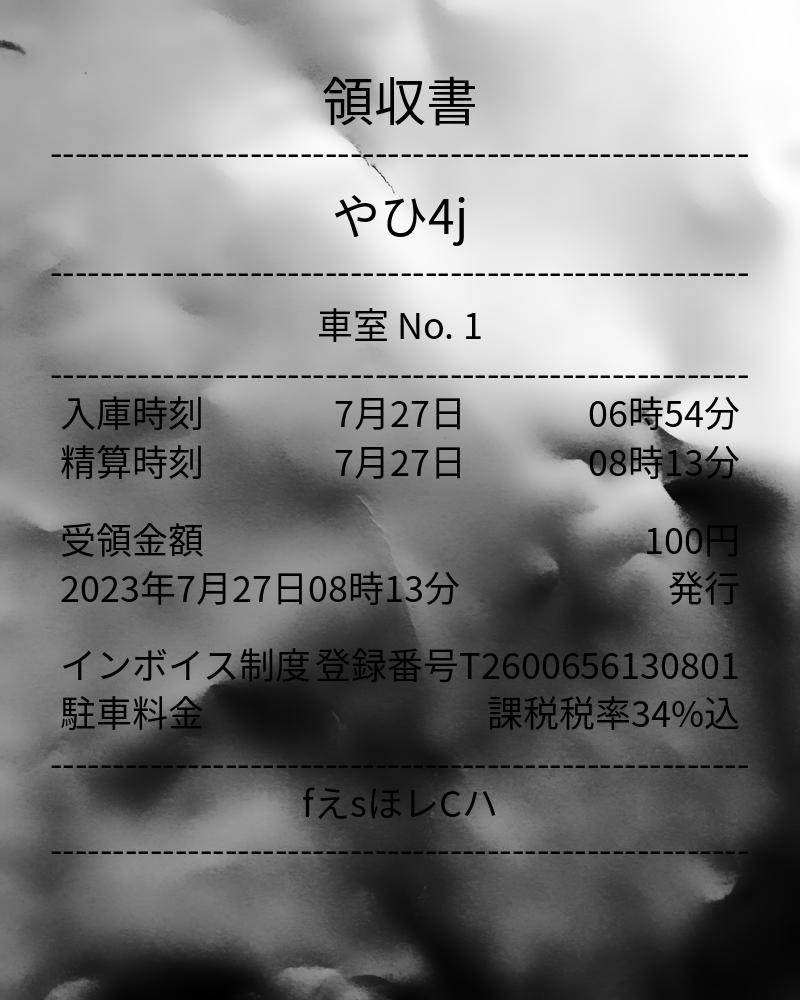 領収書
やひ4j
車室 No. 1
入庫時刻 7月27日 06時54分
精算時刻 7月27日 08時13分
受領金額 100円
2023年7月27日08時13分 発行
インボイス制度 登録番号T2600656130801
駐車料金 課税税率34%込
fえsほレCハ